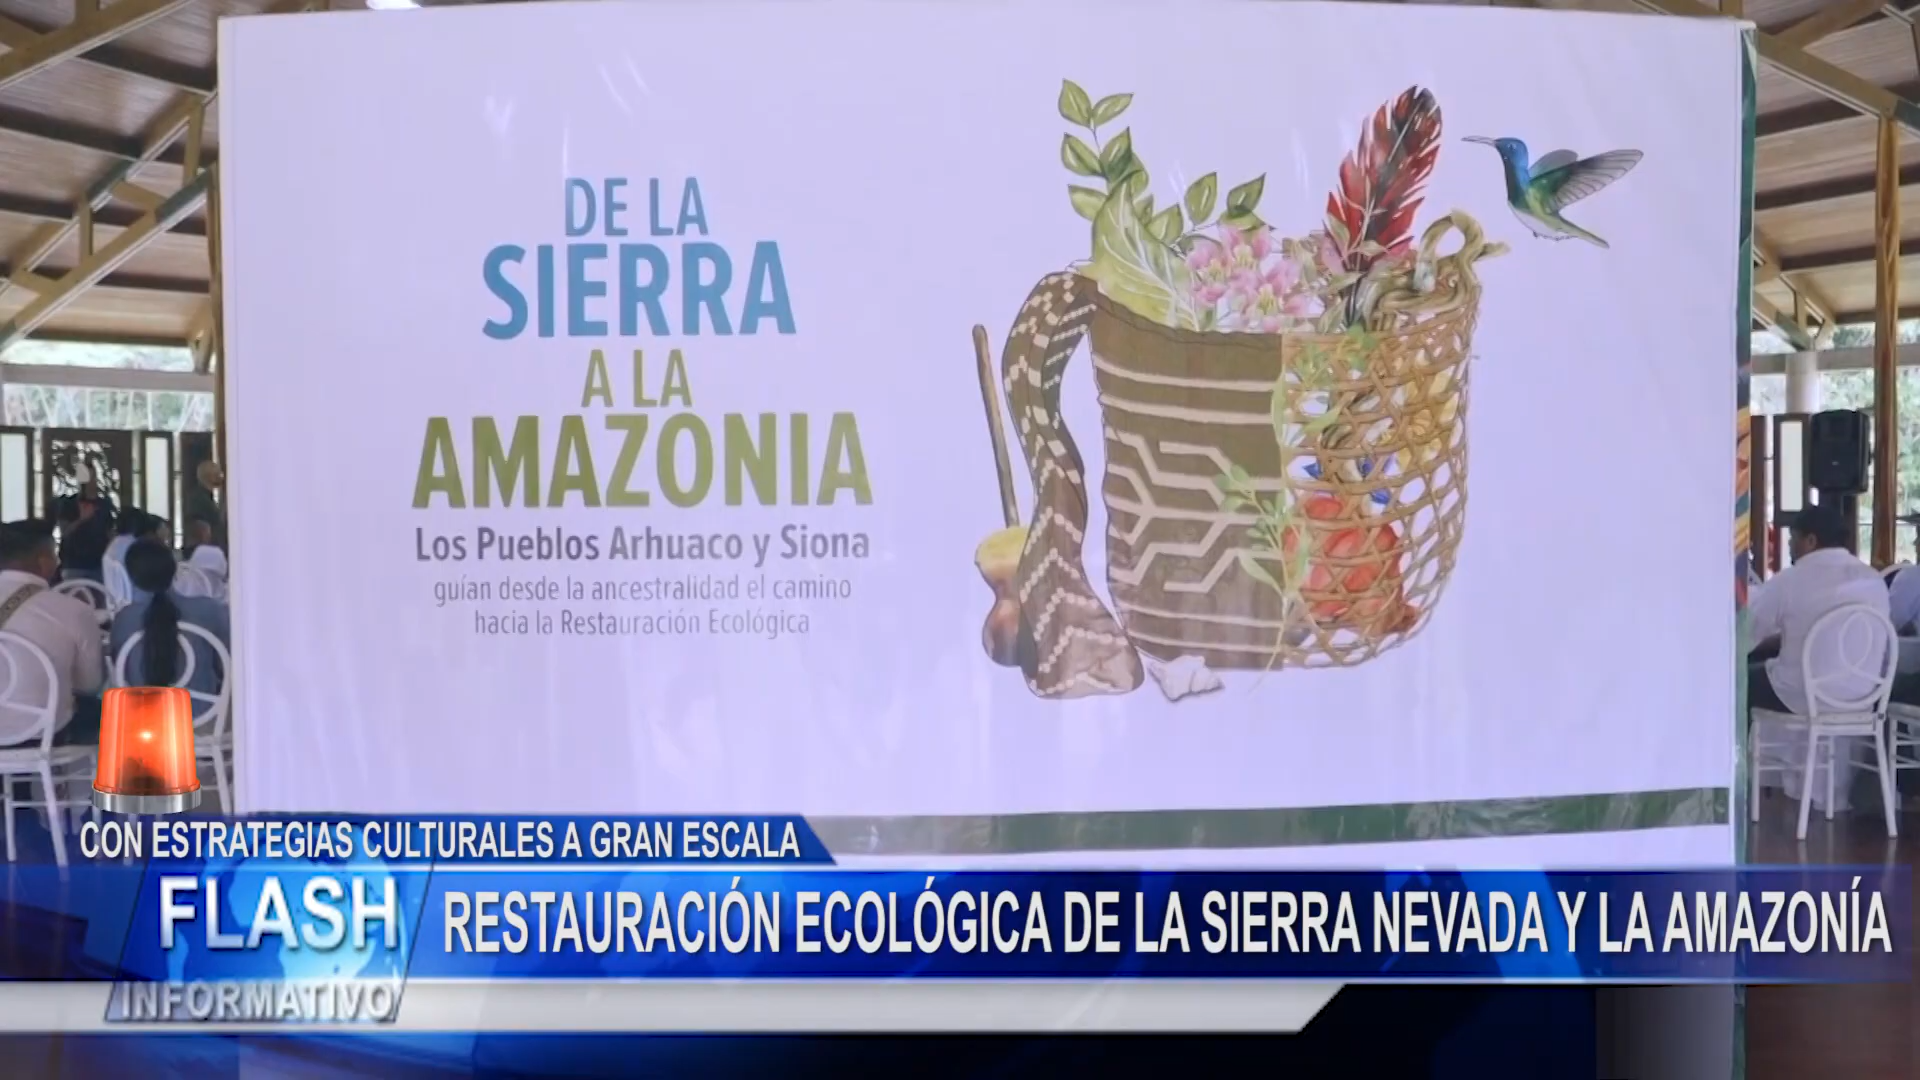 DE LA
SIERRA
A LA
AMAZONIA
Los Pueblos Arhuaco y Siona
guían desde la ancestralidad el camino
hacia la Restauración Ecológica
CON ESTRATEGIAS CULTURALES A GRAN ESCALA
FLASH
INFORMATIVO
RESTAURACIÓN ECOLÓGICA DE LA SIERRA NEVADA Y LA AMAZONÍA